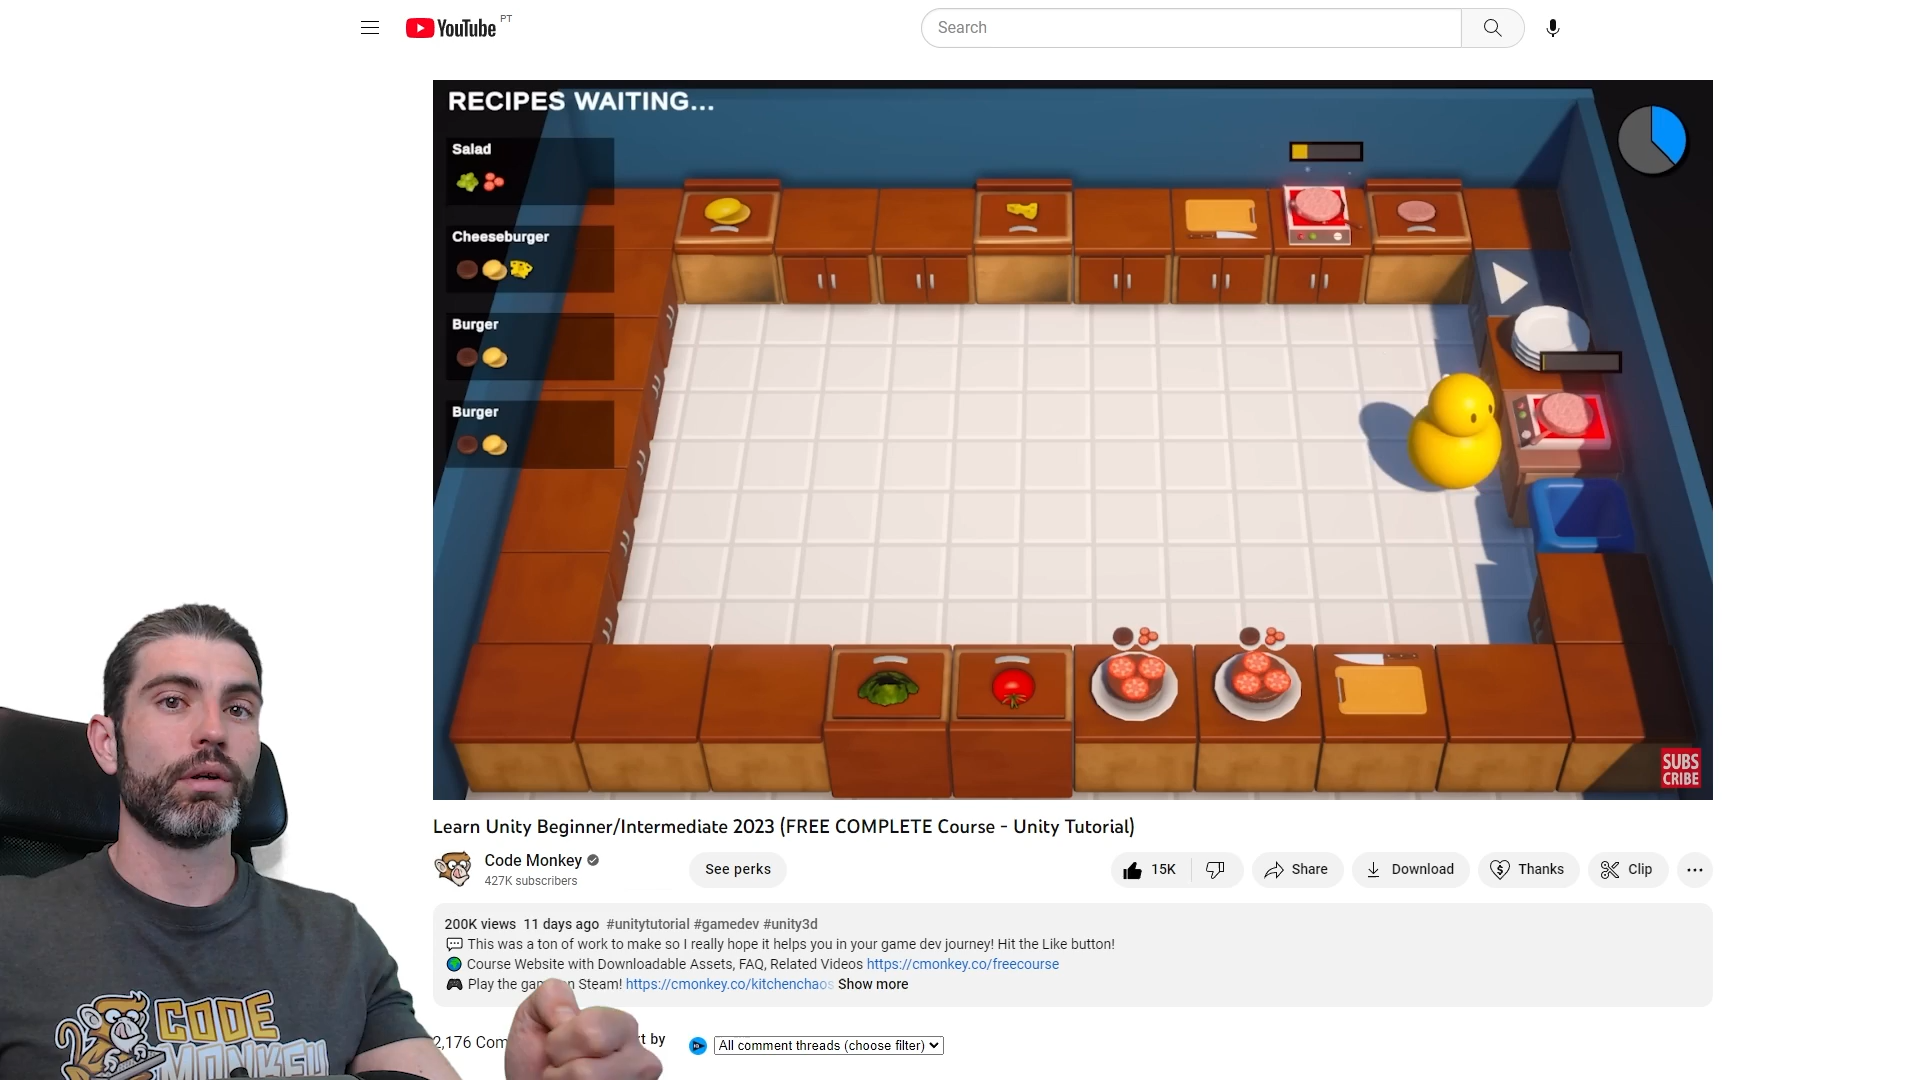 YouTube PT
Search
RECIPES WAITING...
Salad
Cheeseburger
Burger
Burger
SUBS
CRIBE
Learn Unity Beginner/Intermediate 2023 (FREE COMPLETE Course - Unity Tutorial)
Code Monkey
427K subscribers
See perks
15K
Share
Download
Thanks
Clip
200K views 11 days ago #unitytutorial #gamedev #unity3d
This was a ton of work to make so I really hope it helps you in your game dev journey! Hit the Like button!
Course Website with Downloadable Assets, FAQ, Related Videos https://cmonkey.co/freecourse
Play the Steam! https://cmonkey.co/kitchenchaos Show more
2,176 by
All comment threads (choose filter)
CODE
MONKEY